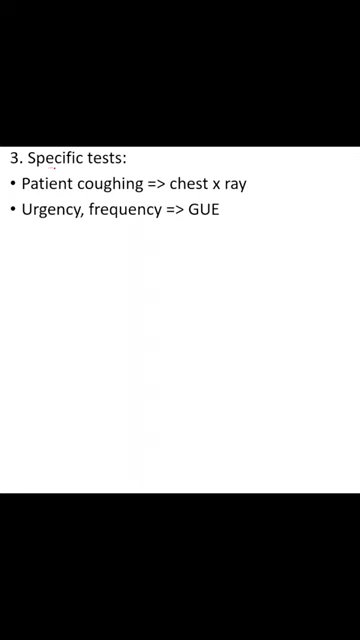 3. Specific tests:
• Patient coughing => chest x ray
• Urgency, frequency => GUE